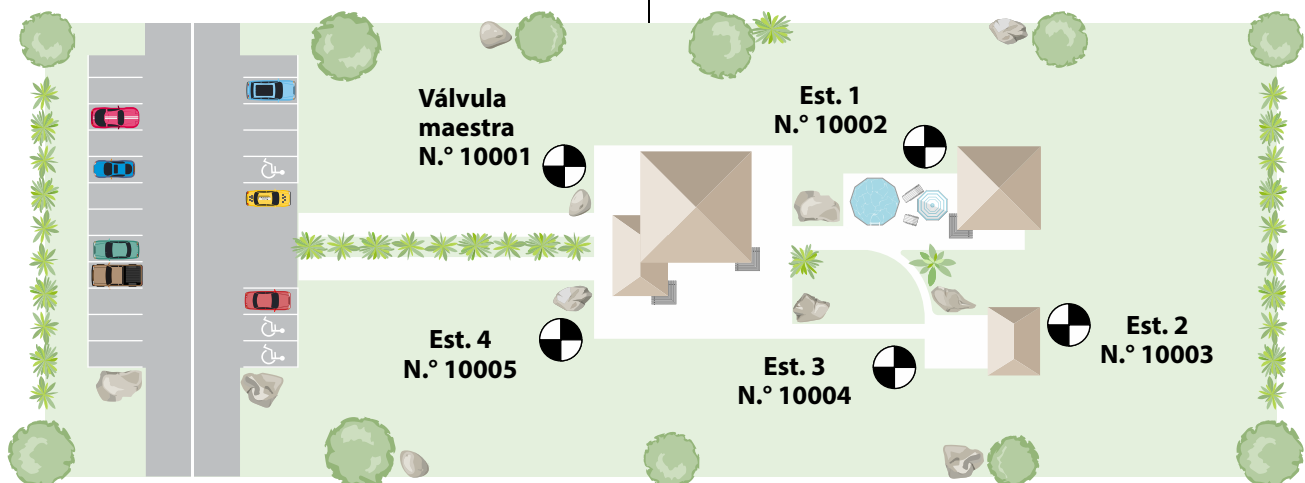 Válvula
maestra
N.° 10001
Est. 1
N.° 10002
Est. 2
N.° 10003
Est. 3
N.° 10004
Est. 4
N.° 10005